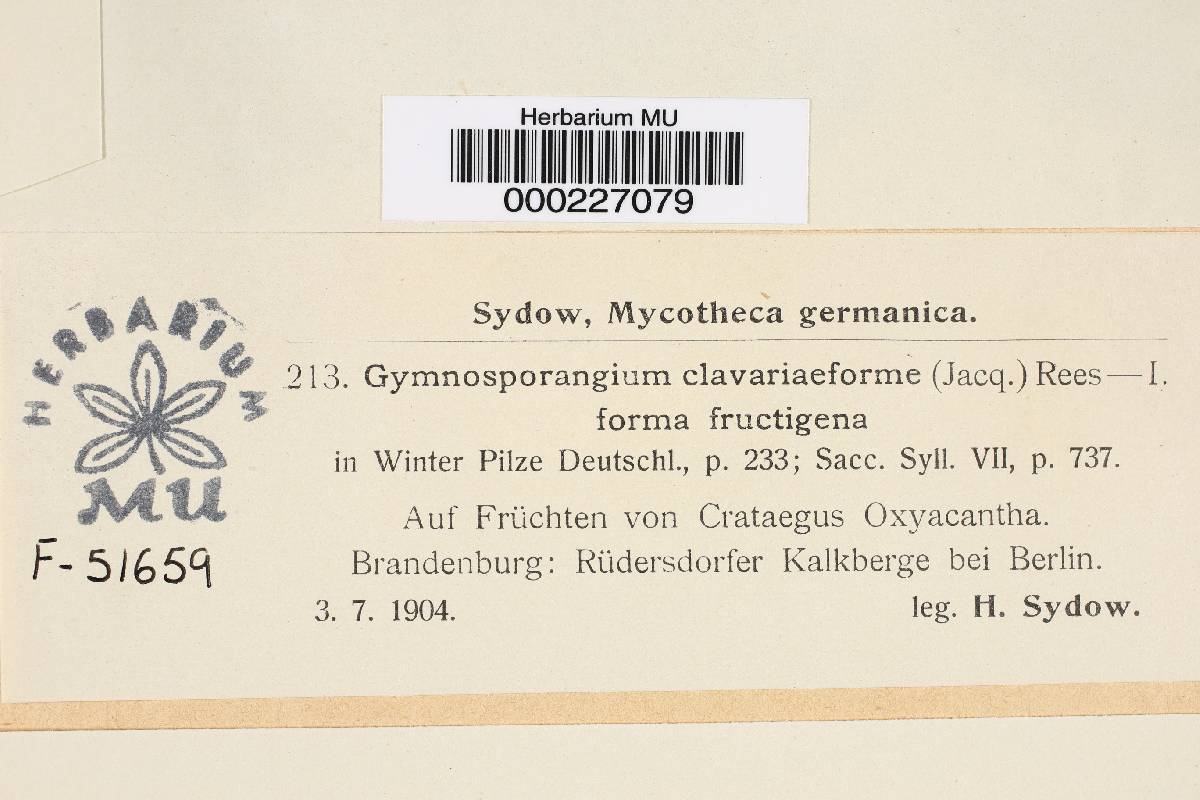 Herbarium MU
000227079
HERBARIUM
MU
F-51659
Sydow, Mycotheca germanica.
213. Gymnosporangium clavariaeforme (Jacq.) Rees — I.
forma fructigena
in Winter Pilze Deutschl., p. 233; Sacc. Syll. VII, p. 737.
Auf Früchten von Crataegus Oxyacantha.
Brandenburg: Rüdersdorfer Kalkberge bei Berlin.
3. 7. 1904. leg. H. Sydow.